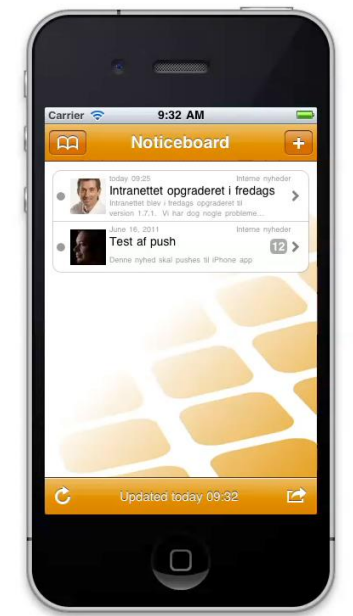 Carrier 9:32 AM
Noticeboard
+
today 09:25 Interne nyheder
Intranettet opgraderet i fredags
Intranettet blev i fredags opgraderet til
version 1.7.1. Vi har dog nogle probleme...
June 16, 2011 Interne nyheder
Test af push
12
Denne nyhed skal pushes til iPhone app
Updated today 09:32